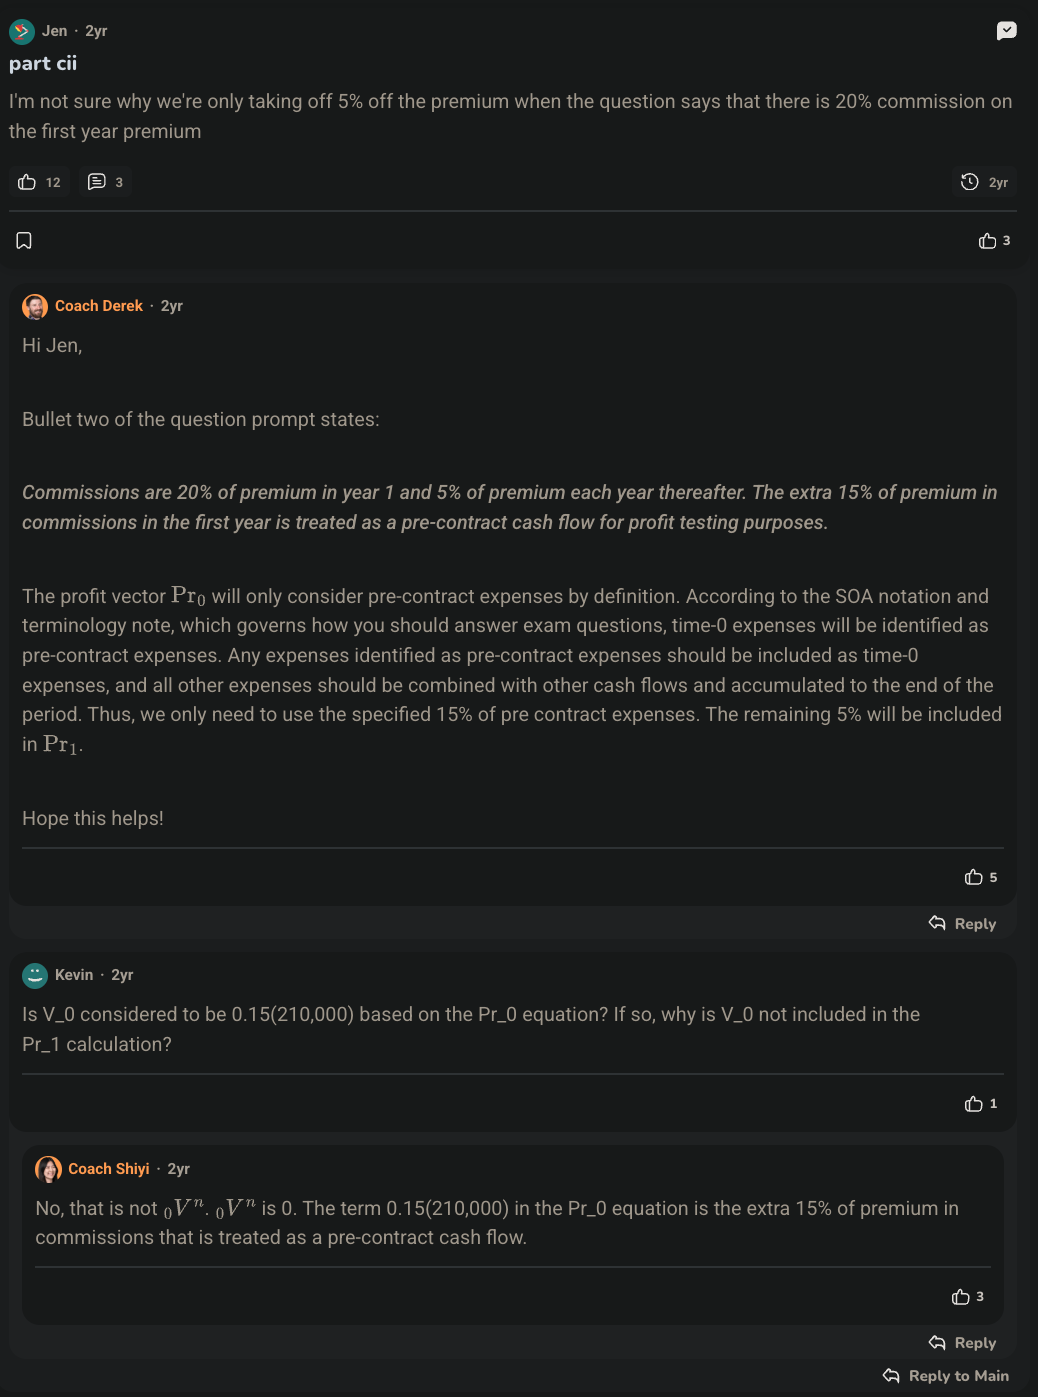 Jen · 2yr
part cii
I'm not sure why we're only taking off 5% off the premium when the question says that there is 20% commission on
the first year premium
12 3 2yr
3
Coach Derek · 2yr
Hi Jen,
Bullet two of the question prompt states:
Commissions are 20% of premium in year 1 and 5% of premium each year thereafter. The extra 15% of premium in
commissions in the first year is treated as a pre-contract cash flow for profit testing purposes.
The profit vector Pr₀ will only consider pre-contract expenses by definition. According to the SOA notation and
terminology note, which governs how you should answer exam questions, time-0 expenses will be identified as
pre-contract expenses. Any expenses identified as pre-contract expenses should be included as time-0
expenses, and all other expenses should be combined with other cash flows and accumulated to the end of the
period. Thus, we only need to use the specified 15% of pre contract expenses. The remaining 5% will be included
in Pr₁.
Hope this helps!
5
Reply
Kevin · 2yr
Is V_0 considered to be 0.15(210,000) based on the Pr_0 equation? If so, why is V_0 not included in the
Pr_1 calculation?
1
Coach Shiyi · 2yr
No, that is not ₀Vⁿ. ₀Vⁿ is 0. The term 0.15(210,000) in the Pr_0 equation is the extra 15% of premium in
commissions that is treated as a pre-contract cash flow.
3
Reply
Reply to Main